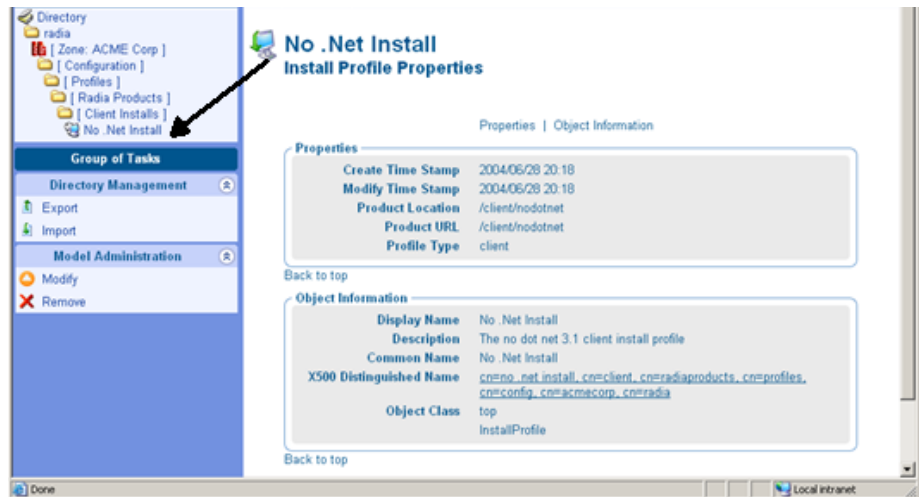 Directory
radia
[ Zone: ACME Corp ]
[ Configuration ]
[ Profiles ]
[ Radia Products ]
[ Client Installs ]
No .Net Install
Group of Tasks
Directory Management
Export
Import
Model Administration
Modify
Remove
No .Net Install
Install Profile Properties
Properties | Object Information
Properties
Create Time Stamp 2004/06/28 20:18
Modify Time Stamp 2004/06/28 20:18
Product Location /client/nodotnet
Product URL /client/nodotnet
Profile Type client
Back to top
Object Information
Display Name No .Net Install
Description The no dot net 3.1 client install profile
Common Name No .Net Install
X500 Distinguished Name cn=no .net install, cn=client, cn=radiaproducts, cn=profiles,
cn=config, cn=acmecorp, cn=radia
Object Class top
InstallProfile
Back to top
Done
Local intranet